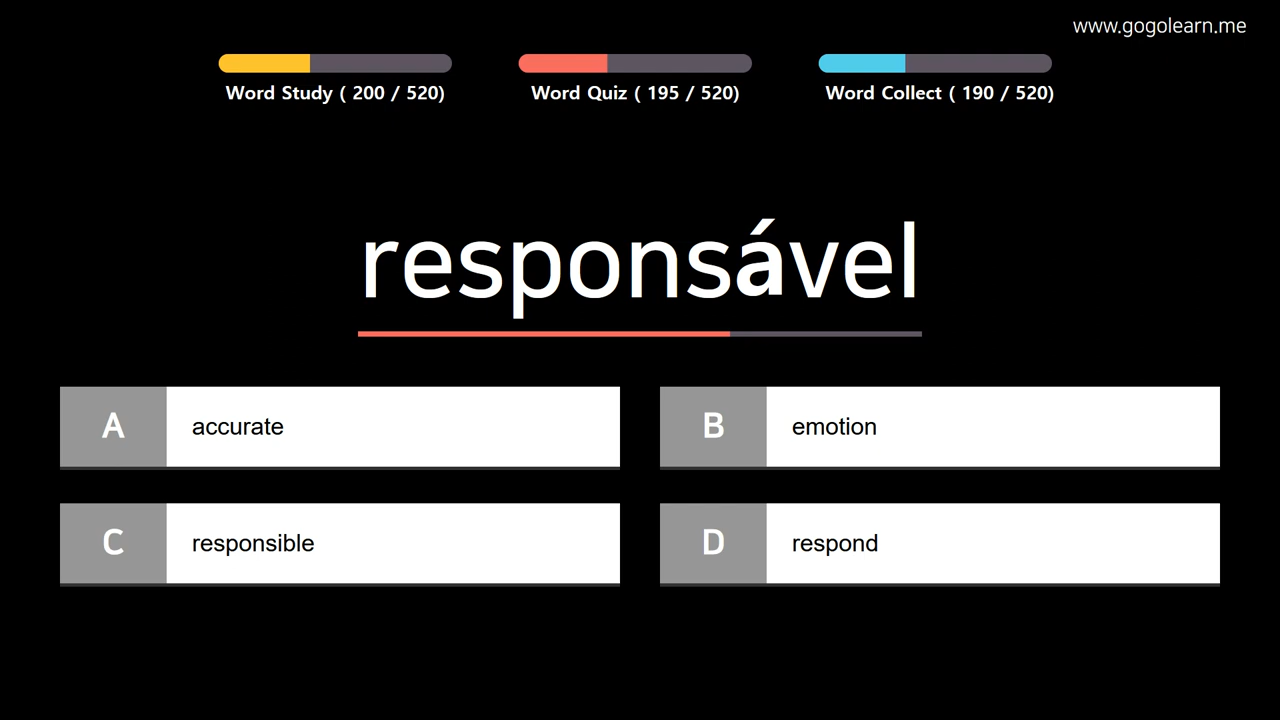 www.gogolearn.me
Word Study ( 200 / 520)
Word Quiz ( 195 / 520)
Word Collect ( 190 / 520)
responsável
A accurate
B emotion
C responsible
D respond